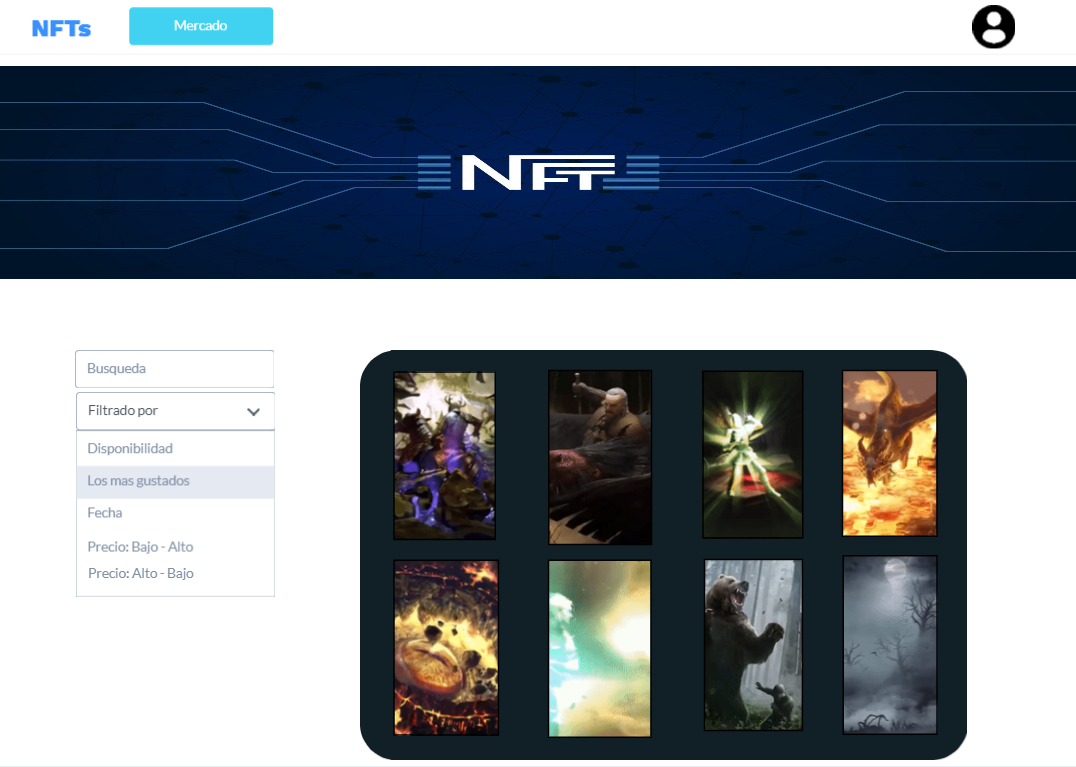 NFTs
Mercado
NFT
Busqueda
Filtrado por
Disponibilidad
Los mas gustados
Fecha
Precio: Bajo - Alto
Precio: Alto - Bajo